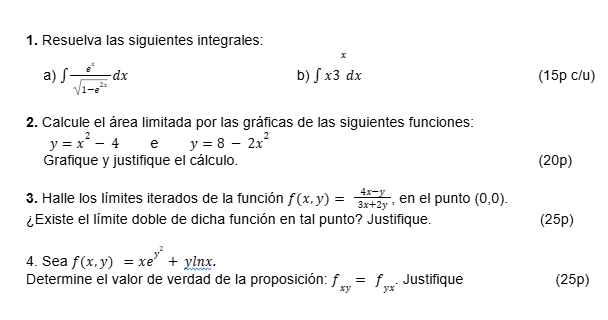 1. Resuelva las siguientes integrales:
a) ∫ eˣ/√(1−e²ˣ) dx b) ∫ x3ˣ dx (15p c/u)
2. Calcule el área limitada por las gráficas de las siguientes funciones:
y = x² − 4 e y = 8 − 2x²
Grafique y justifique el cálculo. (20p)
3. Halle los límites iterados de la función f(x, y) = (4x−y)/(3x+2y), en el punto (0,0).
¿Existe el límite doble de dicha función en tal punto? Justifique. (25p)
4. Sea f(x, y) = xe^(y²) + ylnx.
Determine el valor de verdad de la proposición: f_xy = f_yx. Justifique (25p)